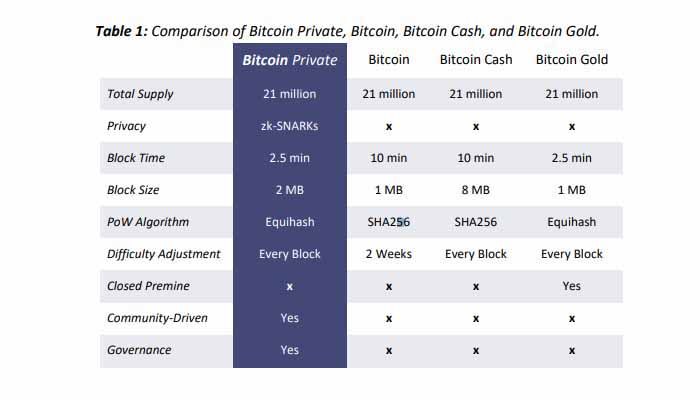 Table 1: Comparison of Bitcoin Private, Bitcoin, Bitcoin Cash, and Bitcoin Gold.
Bitcoin Private Bitcoin Bitcoin Cash Bitcoin Gold
Total Supply 21 million 21 million 21 million 21 million
Privacy zk-SNARKs x x x
Block Time 2.5 min 10 min 10 min 2.5 min
Block Size 2 MB 1 MB 8 MB 1 MB
PoW Algorithm Equihash SHA256 SHA256 Equihash
Difficulty Adjustment Every Block 2 Weeks Every Block Every Block
Closed Premine x x x Yes
Community-Driven Yes x x x
Governance Yes x x x